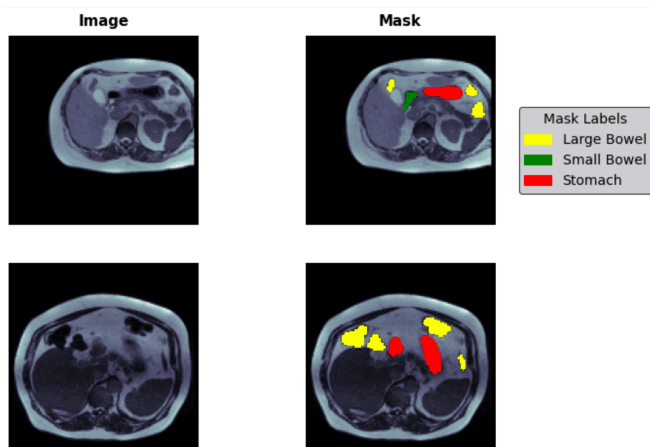 Image
Mask
Mask Labels
Large Bowel
Small Bowel
Stomach